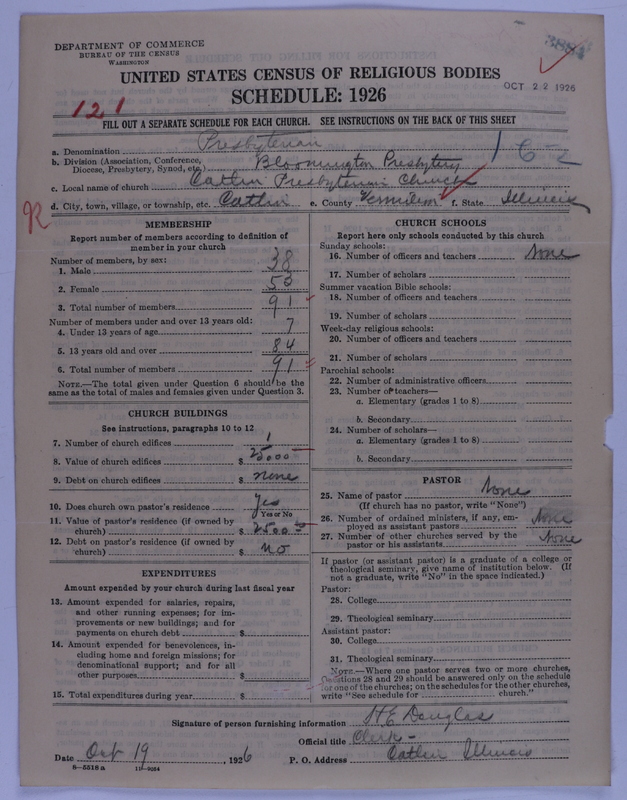 DEPARTMENT OF COMMERCE
BUREAU OF THE CENSUS
WASHINGTON
3884
UNITED STATES CENSUS OF RELIGIOUS BODIES
SCHEDULE: 1926
OCT 22 1926
121
FILL OUT A SEPARATE SCHEDULE FOR EACH CHURCH. SEE INSTRUCTIONS ON THE BACK OF THIS SHEET
a. Denomination Presbyterian
b. Division (Association, Conference, Diocese, Presbytery, Synod, etc.) Bloomington Presbytery
1 6-2
c. Local name of church Catlin Presbyterian Church
d. City, town, village, or township, etc. Catlin e. County Vermilion f. State Illinois
MEMBERSHIP
Report number of members according to definition of
member in your church
Number of members, by sex:
1. Male 38
2. Female 53
3. Total number of members 91
Number of members under and over 13 years old:
4. Under 13 years of age 7
5. 13 years old and over 84
6. Total number of members 91
NOTE.—The total given under Question 6 should be the
same as the total of males and females given under Question 3.
CHURCH BUILDINGS
See instructions, paragraphs 10 to 12
7. Number of church edifices 1
8. Value of church edifices $ 25000
9. Debt on church edifices $ none
10. Does church own pastor's residence yes
Yes or No
11. Value of pastor's residence (if owned by
church) $ 2500
12. Debt on pastor's residence (if owned by
church) $ no
EXPENDITURES
Amount expended by your church during last fiscal year
13. Amount expended for salaries, repairs,
and other running expenses; for im-
provements or new buildings; and for
payments on church debt $
14. Amount expended for benevolences, in-
cluding home and foreign missions; for
denominational support; and for all
other purposes $
15. Total expenditures during year $
CHURCH SCHOOLS
Report here only schools conducted by this church
Sunday schools:
16. Number of officers and teachers None
17. Number of scholars
Summer vacation Bible schools:
18. Number of officers and teachers
19. Number of scholars
Week-day religious schools:
20. Number of officers and teachers
21. Number of scholars
Parochial schools:
22. Number of administrative officers
23. Number of teachers—
a. Elementary (grades 1 to 8)
b. Secondary
24. Number of scholars—
a. Elementary (grades 1 to 8)
b. Secondary
PASTOR
25. Name of pastor None
(If church has no pastor, write "None")
26. Number of ordained ministers, if any, em-
ployed as assistant pastors None
27. Number of other churches served by the
pastor or his assistants None
If pastor (or assistant pastor) is a graduate of a college or
theological seminary, give name of institution below. (If
not a graduate, write "No" in the space indicated.)
Pastor:
28. College
29. Theological seminary
Assistant pastor:
30. College
31. Theological seminary
NOTE.—Where one pastor serves two or more churches,
Questions 28 and 29 should be answered only on the schedule
for one of the churches; on the schedules for the other churches,
write "See schedule for church."
Signature of person furnishing information H. E. Douglas
Official title Clerk
Date Oct 19, 1926 P. O. Address Catlin Illinois
8—5518 a 11—9024